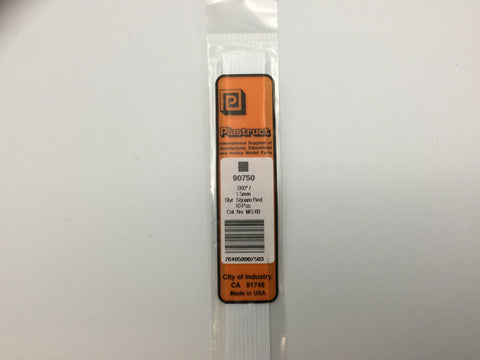 P
Plastruct
International Supplier of
Architectural, Educational
and Hobby Model Parts
90750
.060"/
1.5mm
Styr. Square Rod
10 Pcs.
Cat. No. MS-60
764050907503
City of Industry,
CA 91748
Made in USA